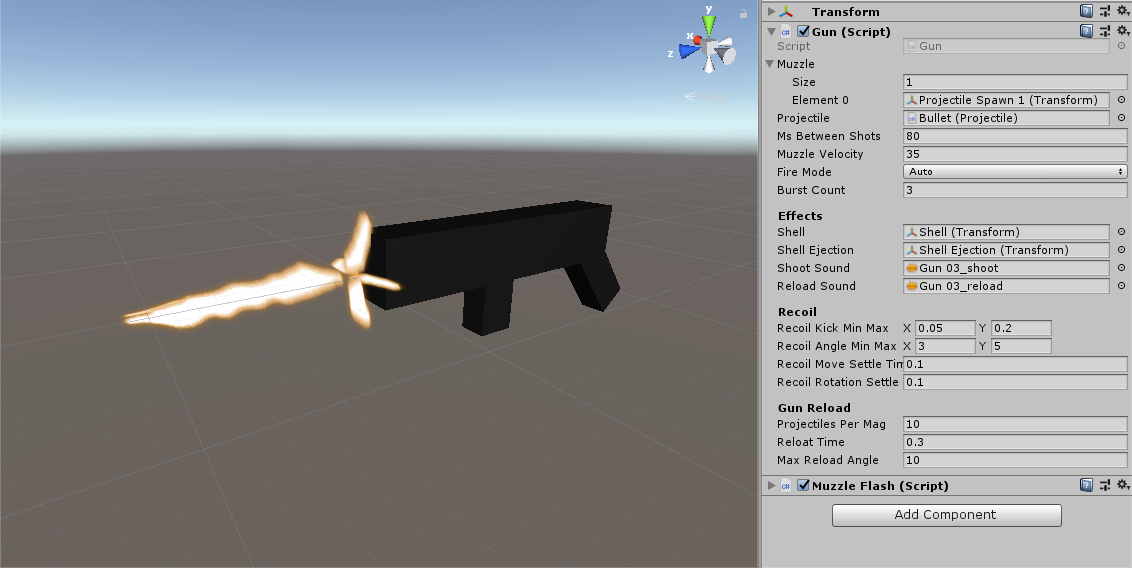 y
x
z
Transform
Gun (Script)
Script Gun
Muzzle
Size 1
Element 0 Projectile Spawn 1 (Transform)
Projectile Bullet (Projectile)
Ms Between Shots 80
Muzzle Velocity 35
Fire Mode Auto
Burst Count 3
Effects
Shell Shell (Transform)
Shell Ejection Shell Ejection (Transform)
Shoot Sound Gun 03_shoot
Reload Sound Gun 03_reload
Recoil
Recoil Kick Min Max X 0.05 Y 0.2
Recoil Angle Min Max X 3 Y 5
Recoil Move Settle Tin 0.1
Recoil Rotation Settle 0.1
Gun Reload
Projectiles Per Mag 10
Reloat Time 0.3
Max Reload Angle 10
Muzzle Flash (Script)
Add Component